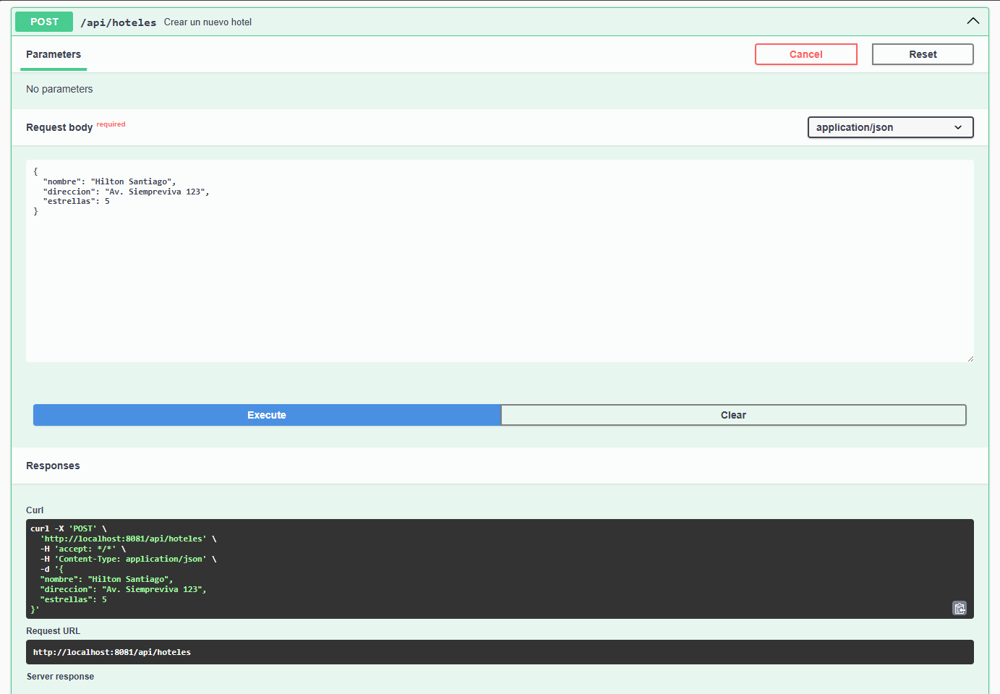 POST /api/hoteles Crear un nuevo hotel
Parameters Cancel Reset
No parameters
Request body required application/json
{
  "nombre": "Hilton Santiago",
  "direccion": "Av. Siempreviva 123",
  "estrellas": 5
}
Execute Clear
Responses
Curl
curl -X 'POST' \
  'http://localhost:8081/api/hoteles' \
  -H 'accept: */*' \
  -H 'Content-Type: application/json' \
  -d '{
  "nombre": "Hilton Santiago",
  "direccion": "Av. Siempreviva 123",
  "estrellas": 5
}'
Request URL
http://localhost:8081/api/hoteles
Server response